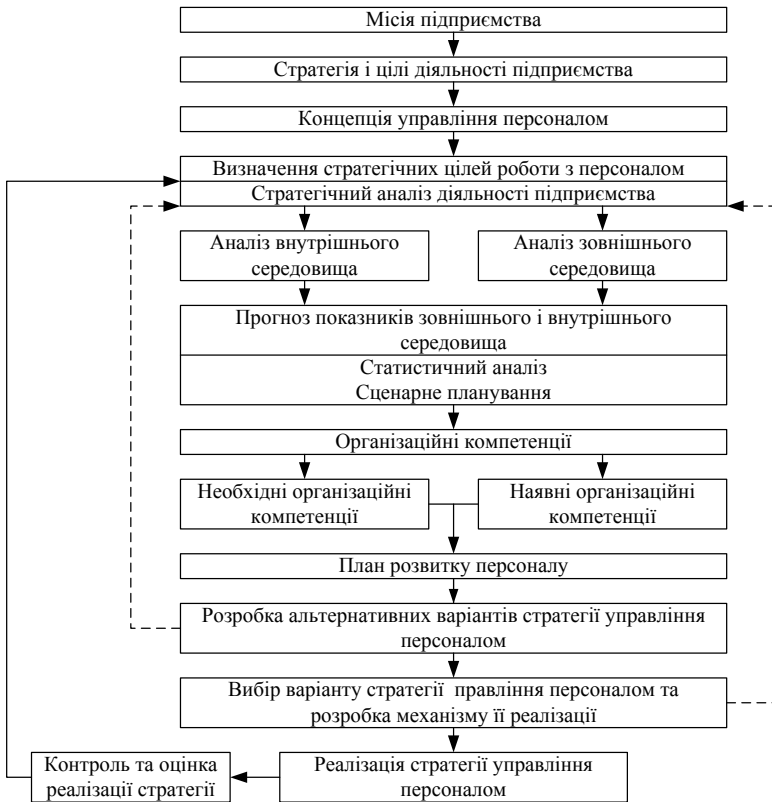 Місія підприємства
Стратегія і цілі діяльності підприємства
Концепція управління персоналом
Визначення стратегічних цілей роботи з персоналом
Стратегічний аналіз діяльності підприємства
Аналіз внутрішнього
середовища
Аналіз зовнішнього
середовища
Прогноз показників зовнішнього і внутрішнього
середовища
Статистичний аналіз
Сценарне планування
Організаційні компетенції
Необхідні організаційні
компетенції
Наявні організаційні
компетенції
План розвитку персоналу
Розробка альтернативних варіантів стратегії управління
персоналом
Вибір варіанту стратегії правління персоналом та
розробка механізму її реалізації
Контроль та оцінка
реалізації стратегії
Реалізація стратегії управління
персоналом